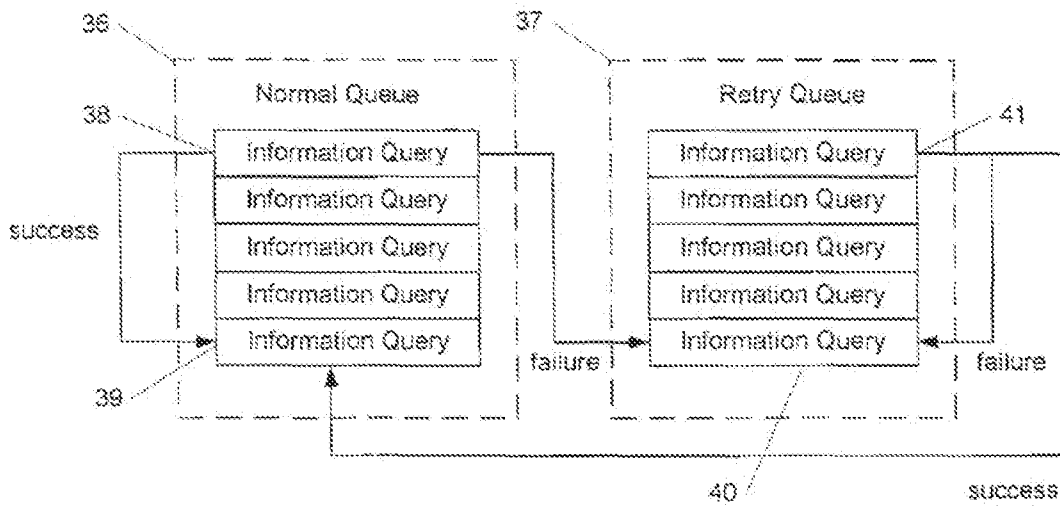 36
37
Normal Queue
Retry Queue
38
41
Information Query
Information Query
Information Query
Information Query
Information Query
Information Query
Information Query
Information Query
Information Query
Information Query
success
failure
failure
39
40
success